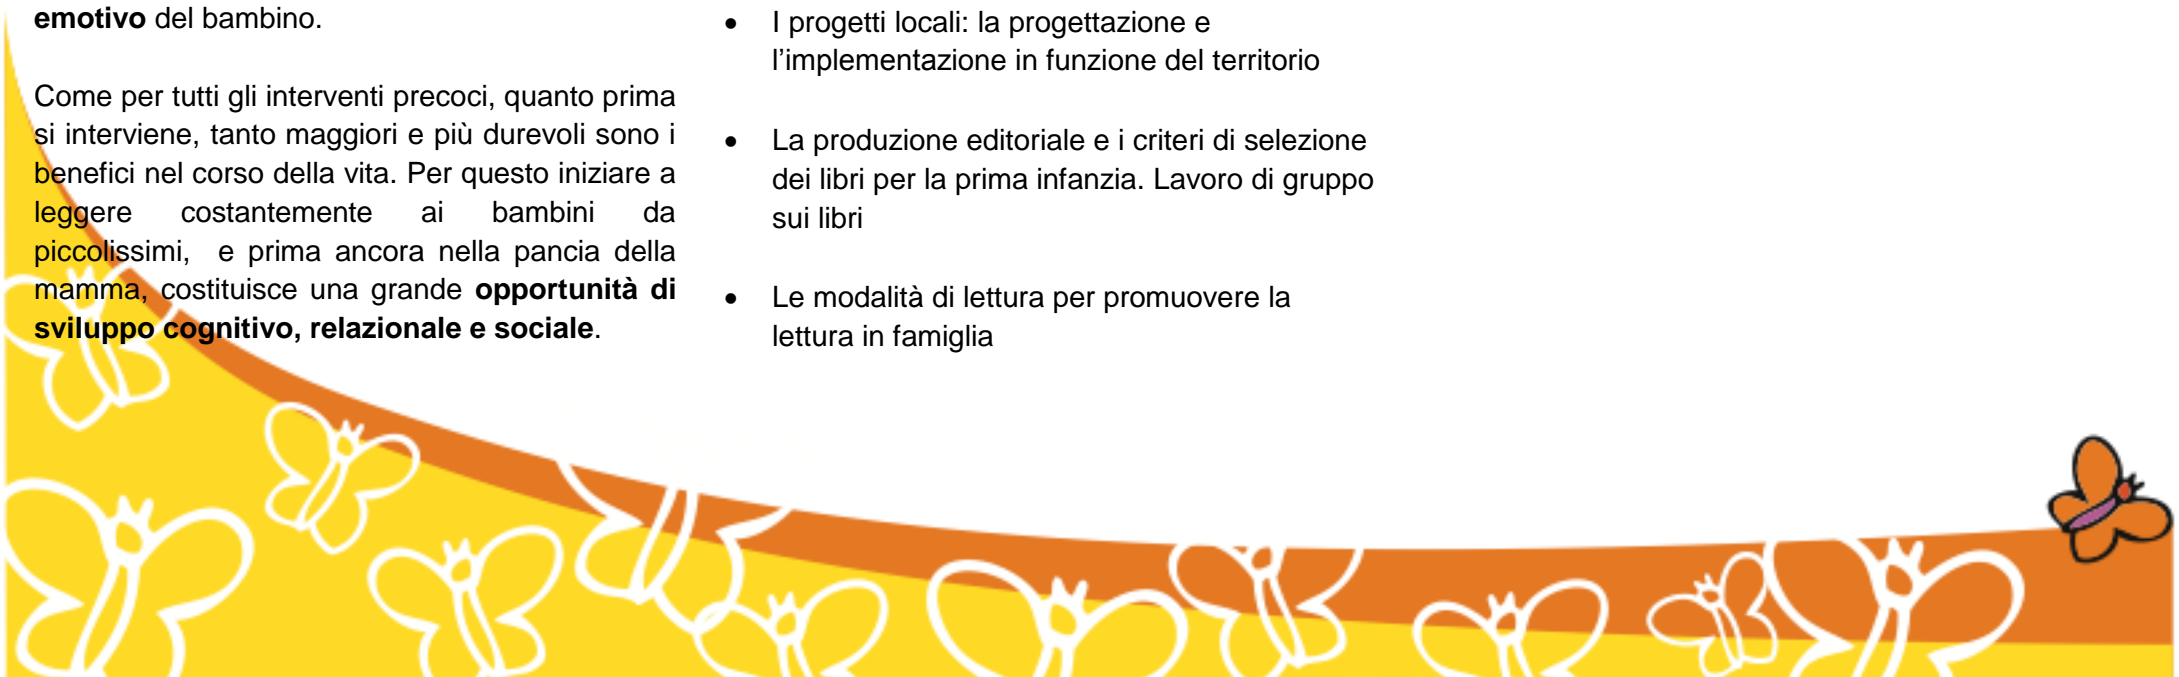 emotivo del bambino.
Come per tutti gli interventi precoci, quanto prima
si interviene, tanto maggiori e più durevoli sono i
benefici nel corso della vita. Per questo iniziare a
leggere costantemente ai bambini da
piccolissimi, e prima ancora nella pancia della
mamma, costituisce una grande opportunità di
sviluppo cognitivo, relazionale e sociale.
• I progetti locali: la progettazione e
l’implementazione in funzione del territorio
• La produzione editoriale e i criteri di selezione
dei libri per la prima infanzia. Lavoro di gruppo
sui libri
• Le modalità di lettura per promuovere la
lettura in famiglia